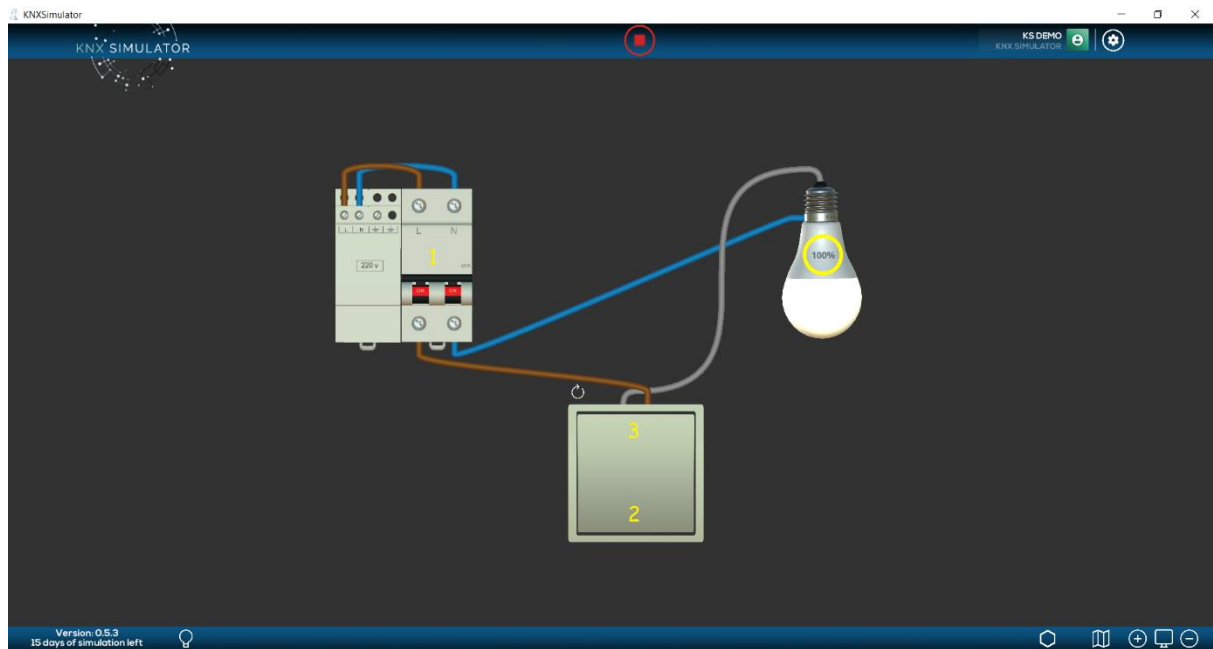 KNXSimulator
KNX SIMULATOR
KS DEMO
KNX SIMULATOR
L N
L N
1
220 v
ON ON
100%
3
2
Version: 0.5.3
15 days of simulation left